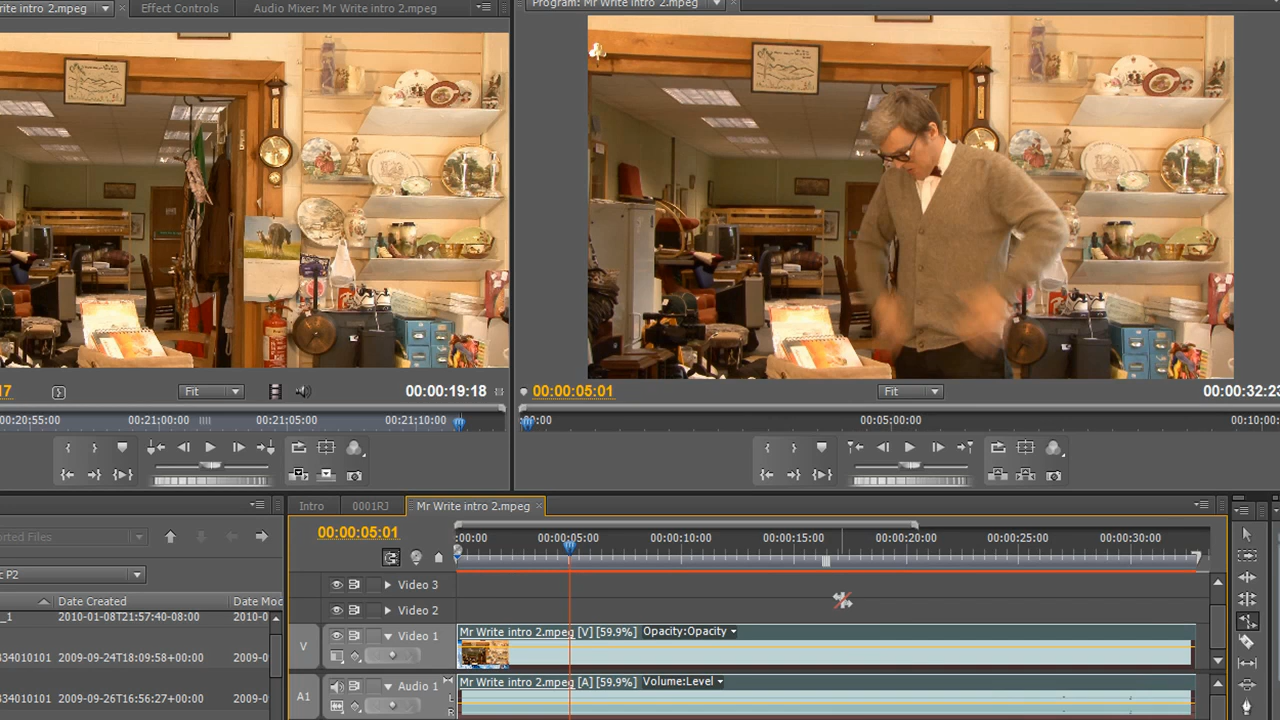 ite intro 2.mpeg
Effect Controls
Audio Mixer: Mr Write intro 2.mpeg
Program: Mr Write intro 2.mpeg
17
Fit
00:00:19:18
00:00:05:01
Fit
00:00:32:23
00:20:55:00
00:21:00:00
00:21:05:00
00:21:10:00
:00:00
00:05:00:00
00:10:00:
Intro
0001RJ
Mr Write intro 2.mpeg
orted Files
00:00:05:01
:00:00
00:00:05:00
00:00:10:00
00:00:15:00
00:00:20:00
00:00:25:00
00:00:30:00
c P2
Video 3
Date Created
Date Mod
Video 2
_1
2010-01-08T21:57:40-08:00
2010-0
V
Video 1
Mr Write intro 2.mpeg [V] [59.9%]
Opacity:Opacity
334010101
2009-09-24T18:09:58+00:00
2009-0
A1
Audio 1
L
R
Mr Write intro 2.mpeg [A] [59.9%]
Volume:Level
834010101
2009-09-26T16:56:27+00:00
2009-0